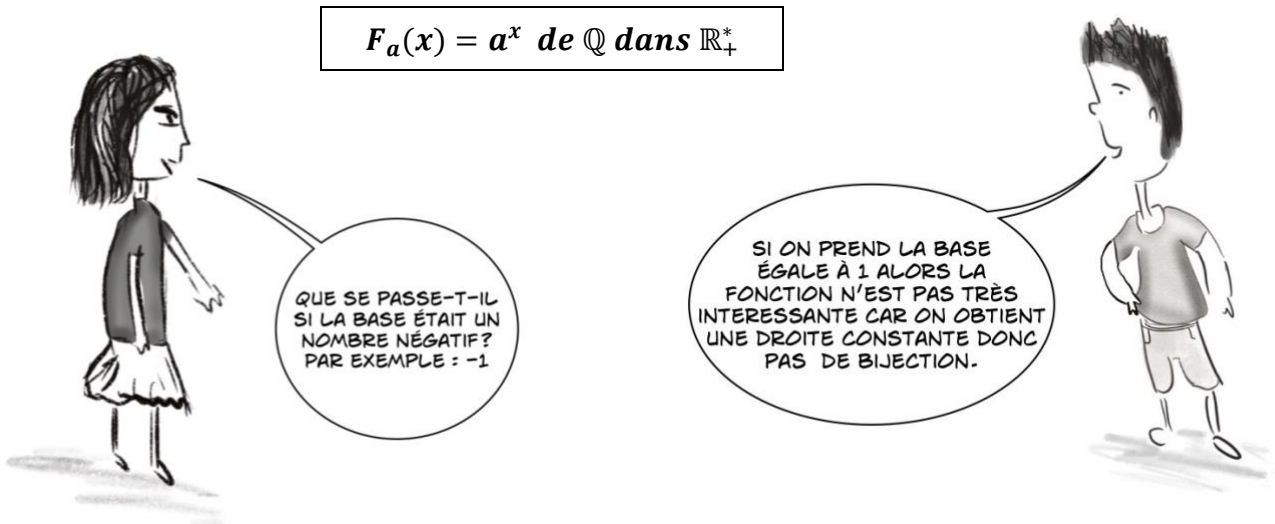 Fₐ(x) = aˣ de ℚ dans ℝ₊*
QUE SE PASSE-T-IL
SI LA BASE ÉTAIT UN
NOMBRE NÉGATIF?
PAR EXEMPLE : -1
SI ON PREND LA BASE
ÉGALE À 1 ALORS LA
FONCTION N'EST PAS TRÈS
INTERESSANTE CAR ON OBTIENT
UNE DROITE CONSTANTE DONC
PAS DE BIJECTION.